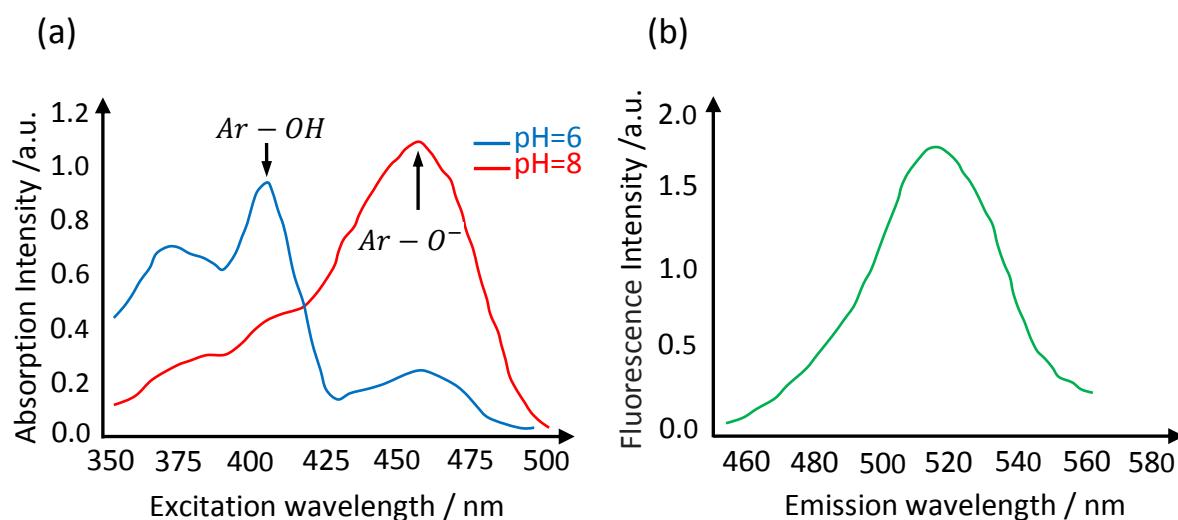 (a)
Absorption Intensity /a.u.
1.2
1.0
0.8
0.6
0.4
0.2
0.0
Ar − OH
pH=6
pH=8
Ar − O⁻
350 375 400 425 450 475 500
Excitation wavelength / nm
(b)
Fluorescence Intensity /a.u.
2.0
1.5
1.0
0.5
0.0
460 480 500 520 540 560 580
Emission wavelength / nm